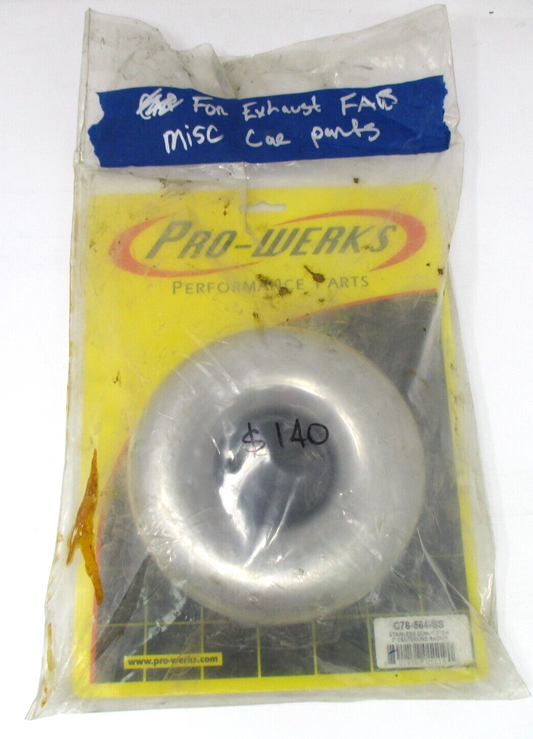 For Exhaust FAB
misc Car parts
PRO-WERKS
PERFORMANCE PARTS
$140
C76-564-SS
www.pro-werks.com